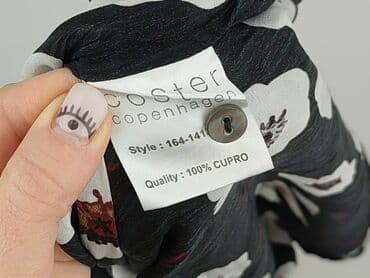 coster
copenhagen
Style : 164-141
Quality : 100% CUPRO